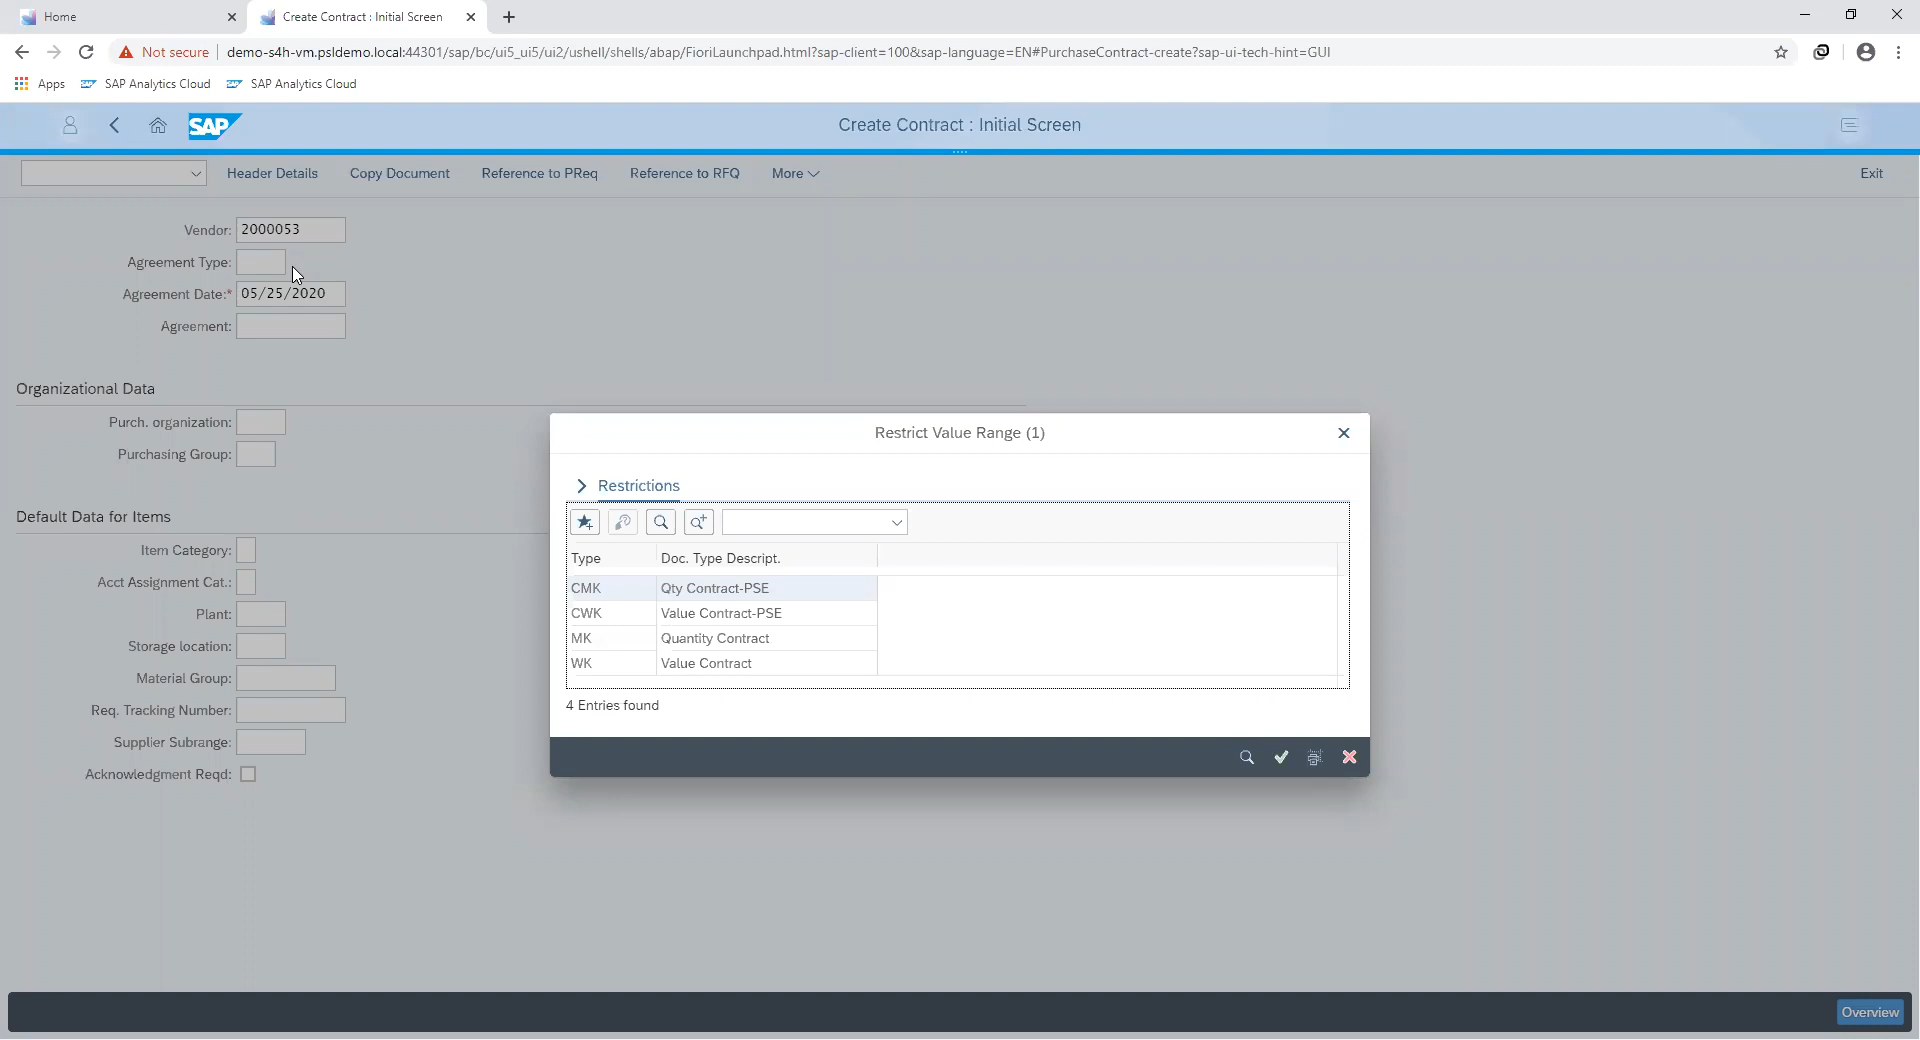 Home
Create Contract : Initial Screen
Not secure
demo-s4h-vm.psldemo.local:44301/sap/bc/ui5_ui5/ui2/ushell/shells/abap/FioriLaunchpad.html?sap-client=100&sap-language=EN#PurchaseContract-create?sap-ui-tech-hint=GUI
Apps
SAP Analytics Cloud
SAP Analytics Cloud
SAP
Create Contract : Initial Screen
Header Details
Copy Document
Reference to PReq
Reference to RFQ
More
Exit
Vendor: 2000053
Agreement Type:
Agreement Date:* 05/25/2020
Agreement:
Organizational Data
Purch. organization:
Purchasing Group:
Default Data for Items
Item Category:
Acct Assignment Cat.:
Plant:
Storage location:
Material Group:
Req. Tracking Number:
Supplier Subrange:
Acknowledgment Reqd:
Restrict Value Range (1)
Restrictions
Type Doc. Type Descript.
CMK Qty Contract-PSE
CWK Value Contract-PSE
MK Quantity Contract
WK Value Contract
4 Entries found
Overview